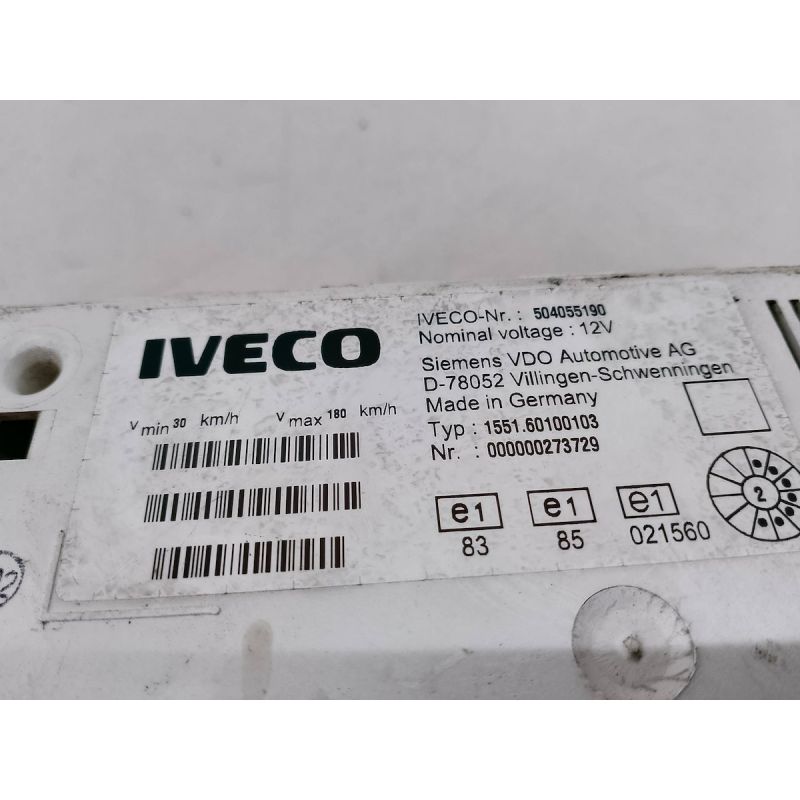 IVECO
IVECO-Nr. : 504055190
Nominal voltage : 12V
Siemens VDO Automotive AG
D-78052 Villingen-Schwenningen
Made in Germany
Typ : 1551.60100103
Nr. : 000000273729
V min 30 km/h V max 180 km/h
e1 e1 e1
83 85 021560
2